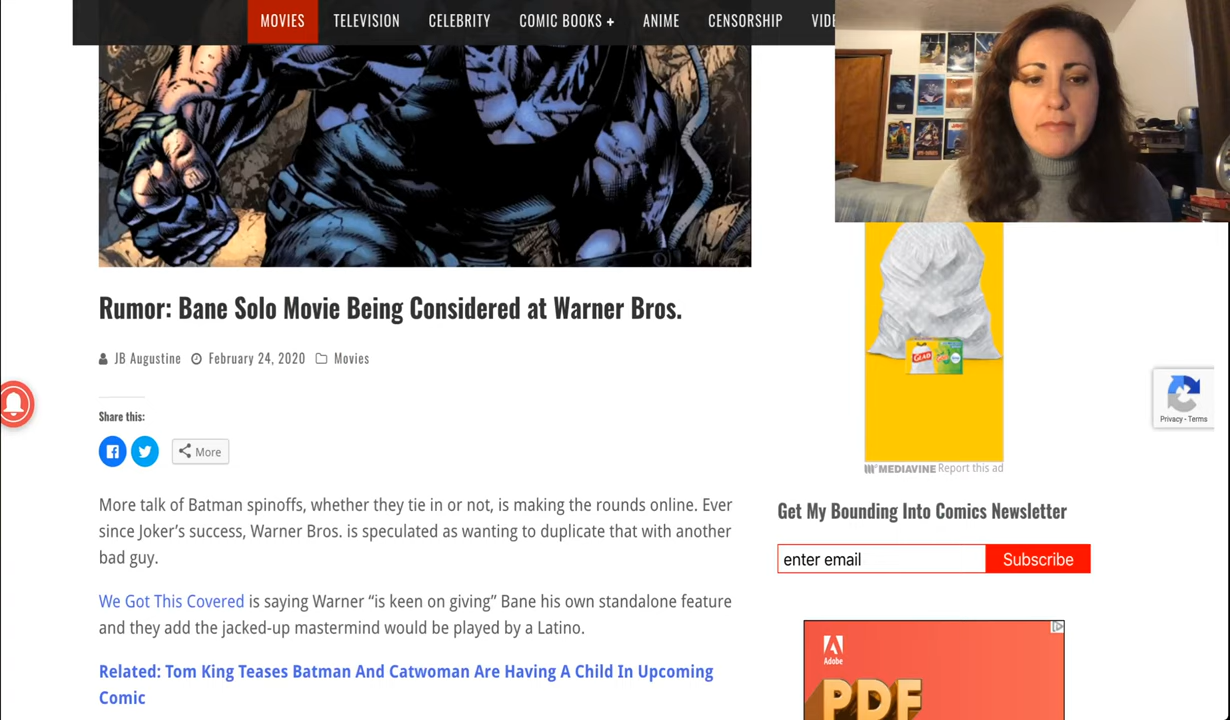 MOVIES TELEVISION CELEBRITY COMIC BOOKS + ANIME CENSORSHIP
Rumor: Bane Solo Movie Being Considered at Warner Bros.
JB Augustine February 24, 2020 Movies
Share this:
More
More talk of Batman spinoffs, whether they tie in or not, is making the rounds online. Ever
since Joker’s success, Warner Bros. is speculated as wanting to duplicate that with another
bad guy.
We Got This Covered is saying Warner “is keen on giving” Bane his own standalone feature
and they add the jacked-up mastermind would be played by a Latino.
Related: Tom King Teases Batman And Catwoman Are Having A Child In Upcoming
Comic
GLAD
MEDIAVINE Report this ad
Privacy - Terms
Get My Bounding Into Comics Newsletter
enter email Subscribe
Adobe
PDF